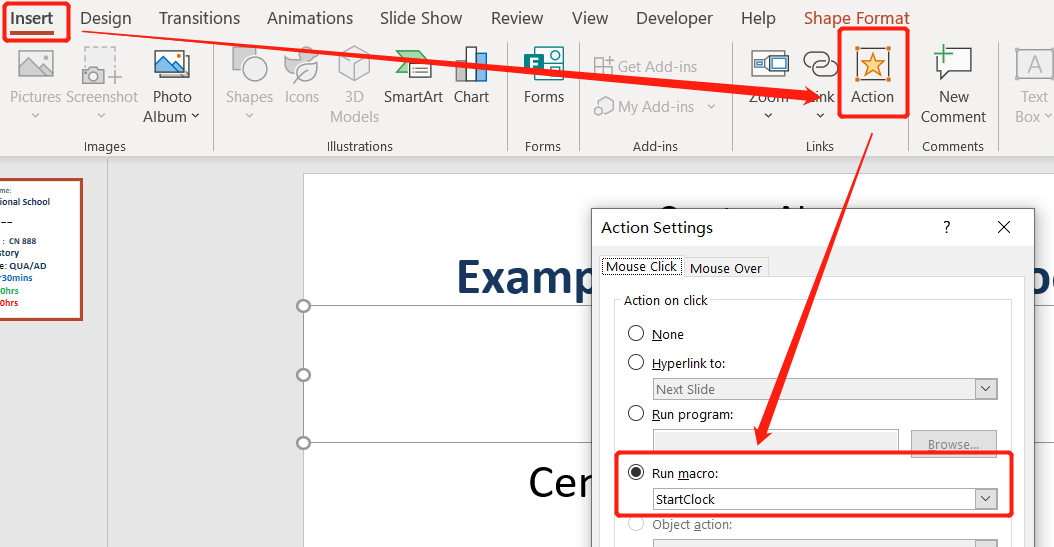 Insert Design Transitions Animations Slide Show Review View Developer Help Shape Format
Pictures Screenshot Photo Album Shapes Icons 3D Models SmartArt Chart Forms Get Add-ins My Add-ins Zoom Link Action New Comment Text Box
Images Illustrations Forms Add-ins Links Comments
me:
ional School
--
: CN 888
story
e: QUA/AD
r30mins
0hrs
0hrs
Examp
Cen
Action Settings ?
Mouse Click Mouse Over
Action on click
None
Hyperlink to:
Next Slide
Run program:
Browse...
Run macro:
StartClock
Object action: